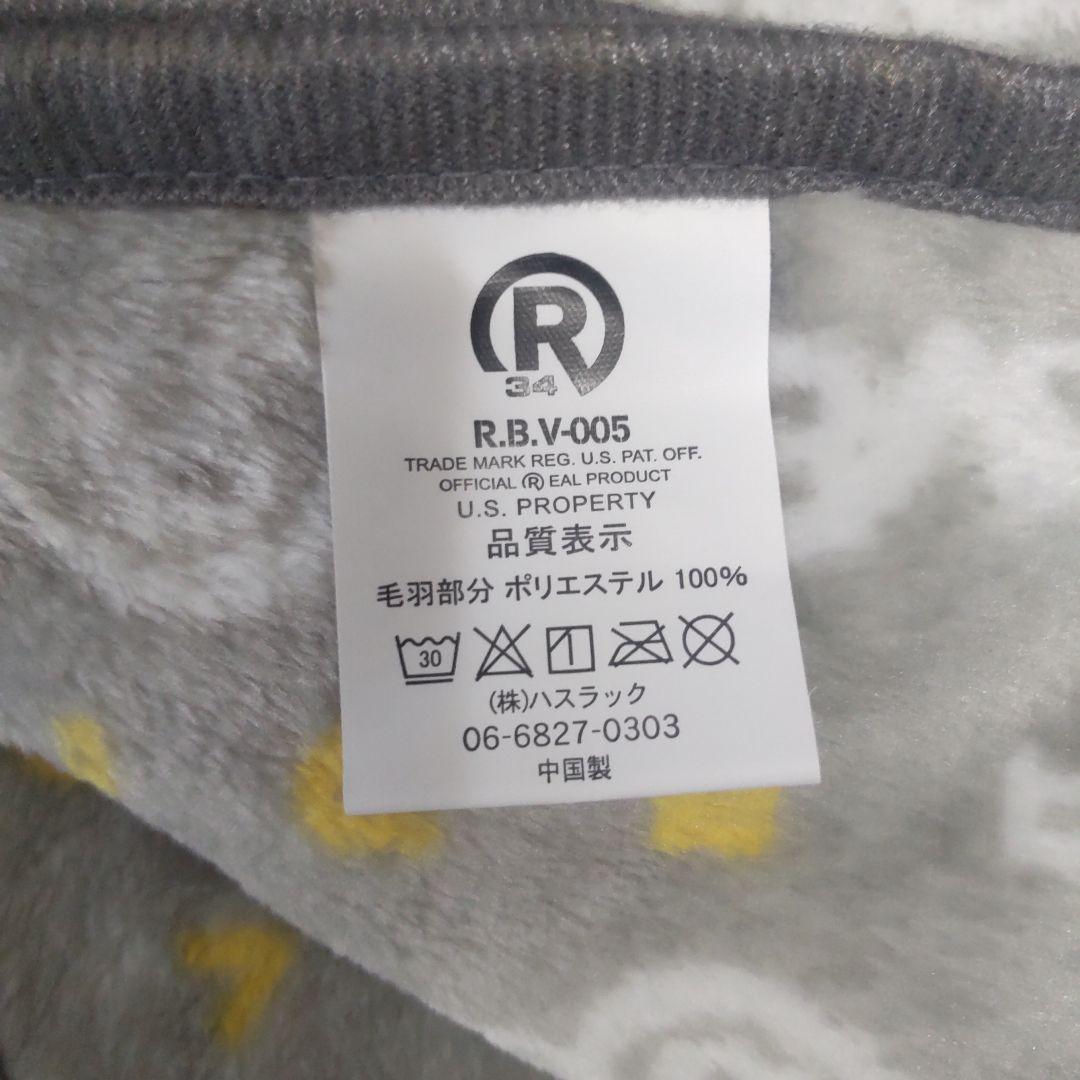 R
34
R.B.V-005
TRADE MARK REG. U.S. PAT. OFF.
OFFICIAL Ⓡ EAL PRODUCT
U.S. PROPERTY
品質表示
毛羽部分 ポリエステル 100%
30
(株)ハスラック
06-6827-0303
中国製